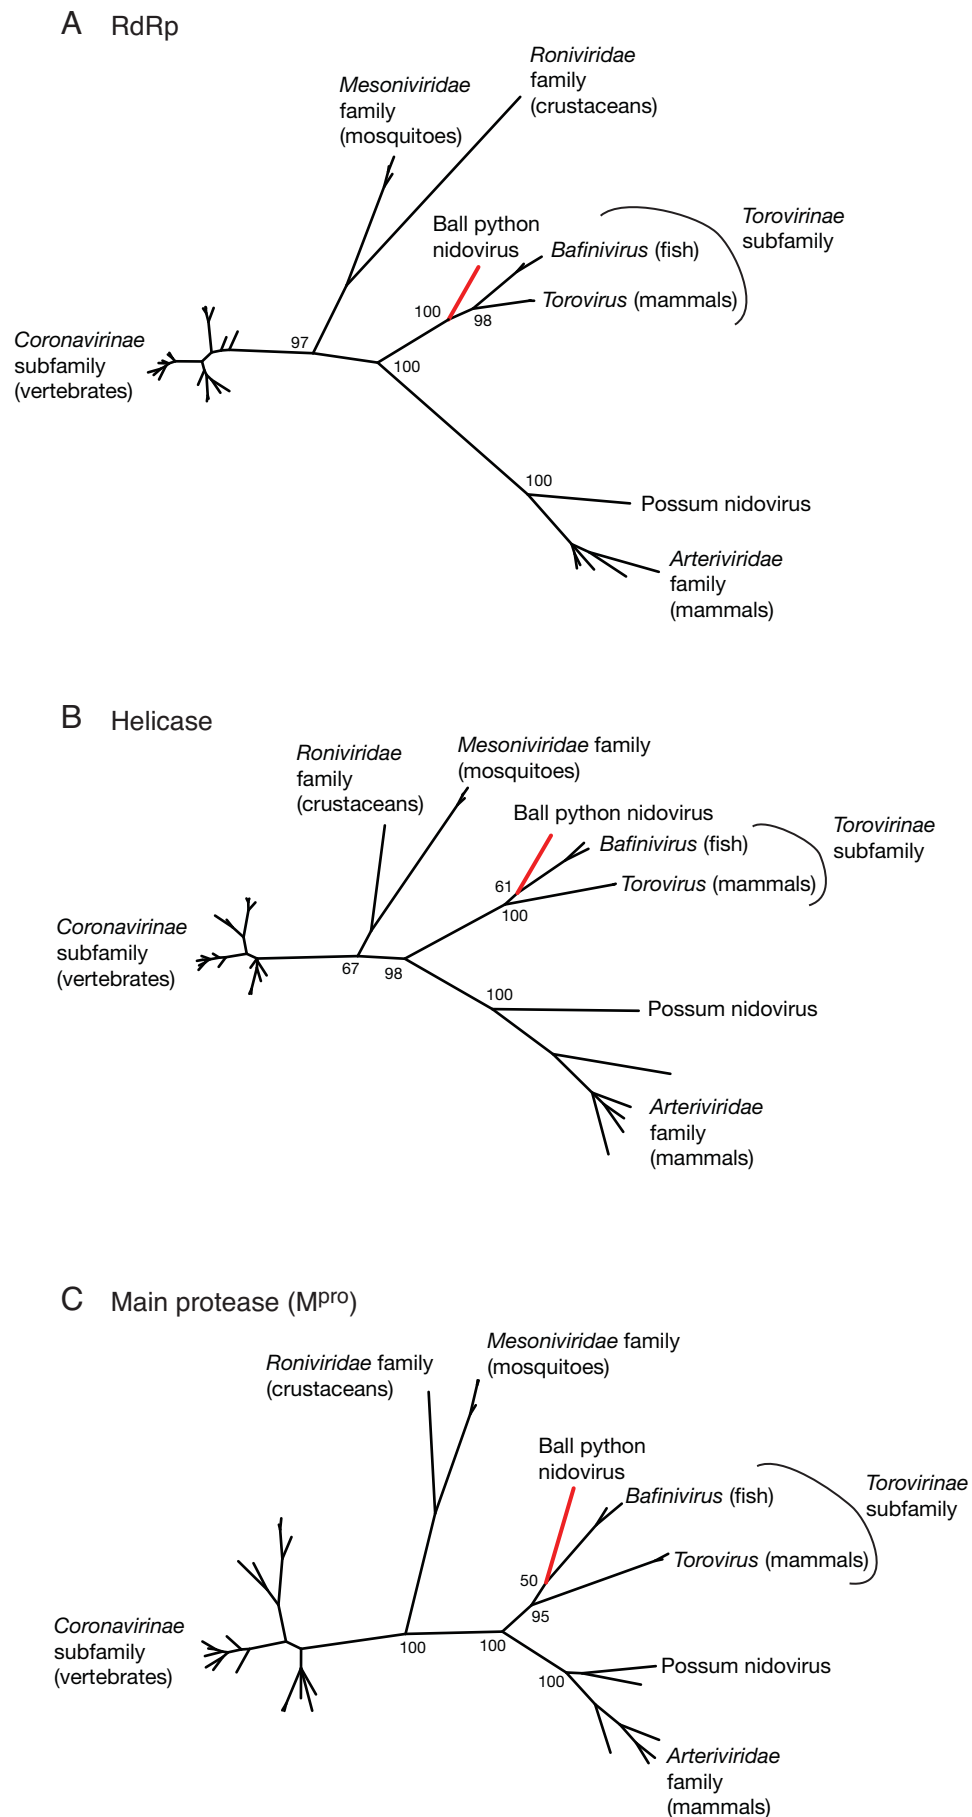 A RdRp
Roniviridae
family
(crustaceans)
Mesoniviridae
family
(mosquitoes)
Torovirinae
subfamily
Ball python
nidovirus
Bafinivirus (fish)
Torovirus (mammals)
100
98
97
100
Coronavirinae
subfamily
(vertebrates)
100
Possum nidovirus
Arteriviridae
family
(mammals)
B Helicase
Roniviridae
family
(crustaceans)
Mesoniviridae family
(mosquitoes)
Ball python nidovirus
Torovirinae
subfamily
Bafinivirus (fish)
Torovirus (mammals)
61
100
Coronavirinae
subfamily
(vertebrates)
67
98
100
Possum nidovirus
Arteriviridae
family
(mammals)
C Main protease (Mpro)
Mesoniviridae family
(mosquitoes)
Roniviridae family
(crustaceans)
Ball python
nidovirus
Torovirinae
subfamily
Bafinivirus (fish)
Torovirus (mammals)
50
95
Coronavirinae
subfamily
(vertebrates)
100
100
100
Possum nidovirus
Arteriviridae
family
(mammals)